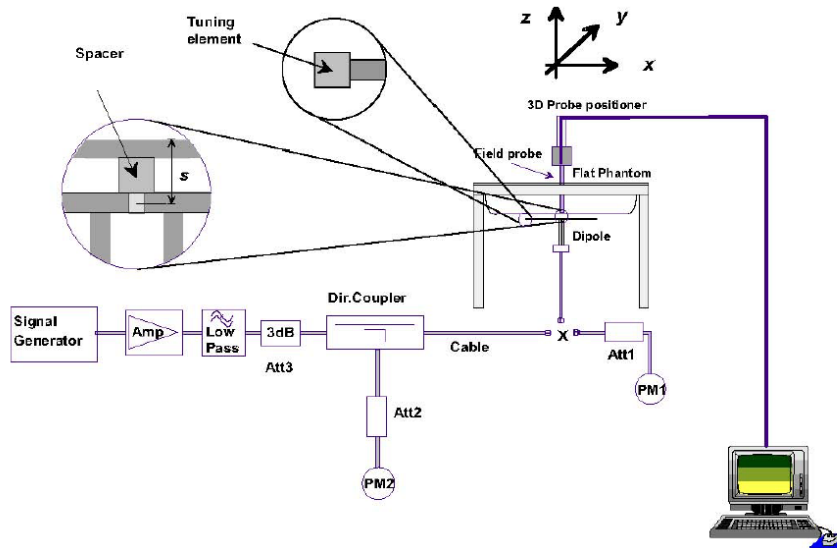 Tuning
element
z
y
x
Spacer
3D Probe positioner
s
Field probe
Flat Phantom
Dipole
Dir.Coupler
Signal
Generator
Amp
Low
Pass
3dB
Att3
Cable
X
Att1
PM1
Att2
PM2